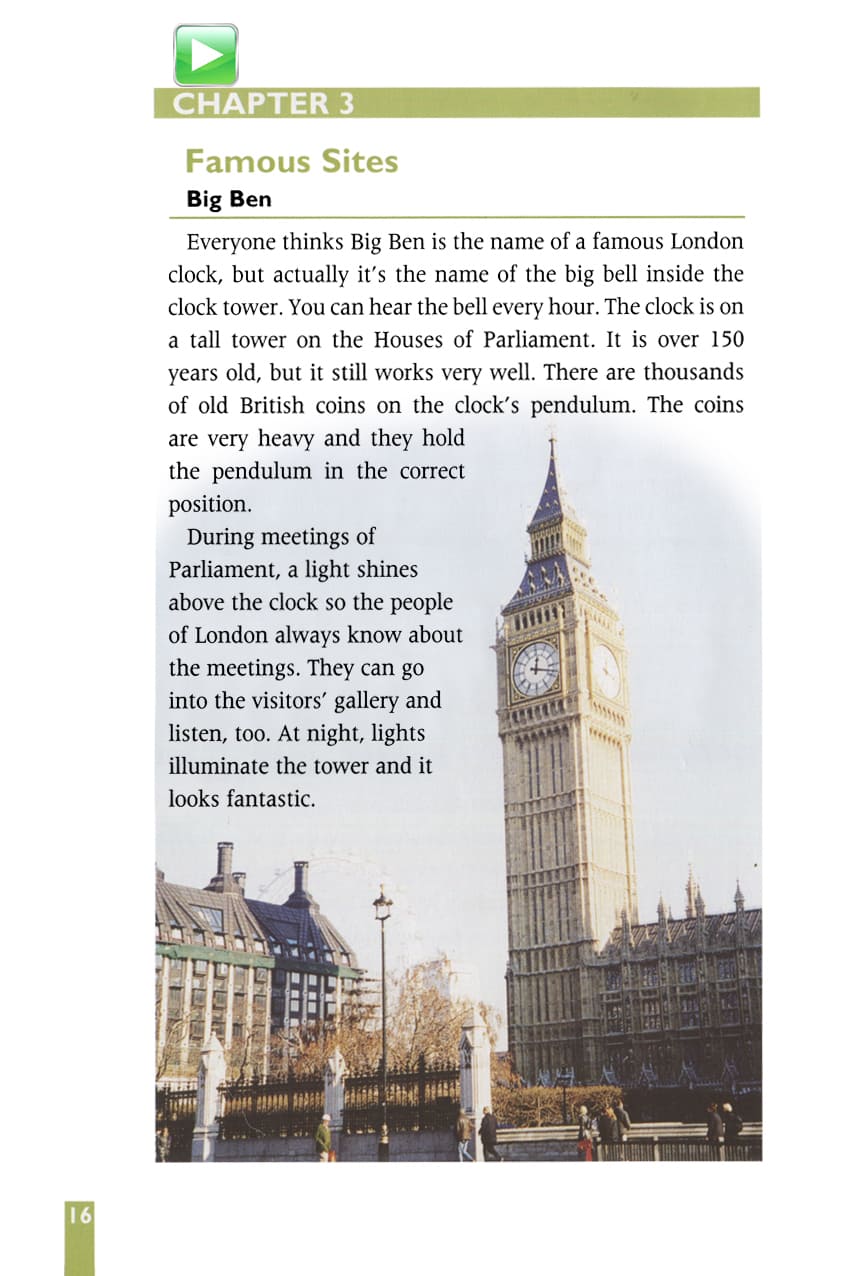 CHAPTER 3
Famous Sites
Big Ben
Everyone thinks Big Ben is the name of a famous London
clock, but actually it's the name of the big bell inside the
clock tower. You can hear the bell every hour. The clock is on
a tall tower on the Houses of Parliament. It is over 150
years old, but it still works very well. There are thousands
of old British coins on the clock's pendulum. The coins
are very heavy and they hold
the pendulum in the correct
position.
During meetings of
Parliament, a light shines
above the clock so the people
of London always know about
the meetings. They can go
into the visitors' gallery and
listen, too. At night, lights
illuminate the tower and it
looks fantastic.
16